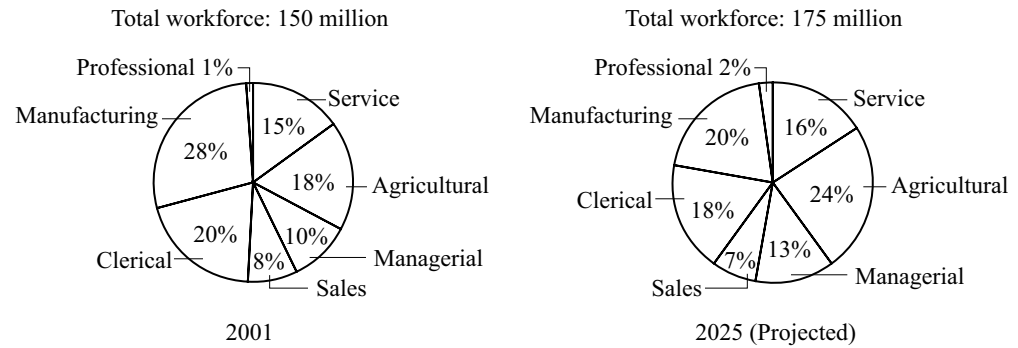 Total workforce: 150 million
Professional 1%
Manufacturing
Service
15%
28%
18%
Agricultural
20%
10%
Clerical
8%
Managerial
Sales
2001
Total workforce: 175 million
Professional 2%
Manufacturing
Service
16%
20%
24%
Agricultural
Clerical
18%
13%
7%
Managerial
Sales
2025 (Projected)